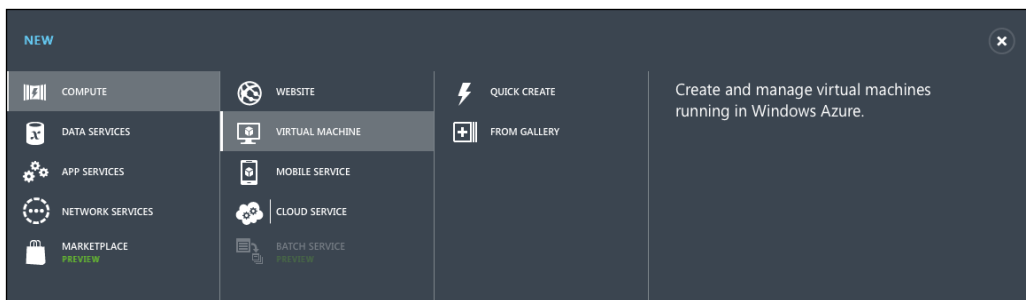 NEW
COMPUTE
DATA SERVICES
APP SERVICES
NETWORK SERVICES
MARKETPLACE
PREVIEW
WEBSITE
VIRTUAL MACHINE
MOBILE SERVICE
CLOUD SERVICE
BATCH SERVICE
PREVIEW
QUICK CREATE
FROM GALLERY
Create and manage virtual machines
running in Windows Azure.